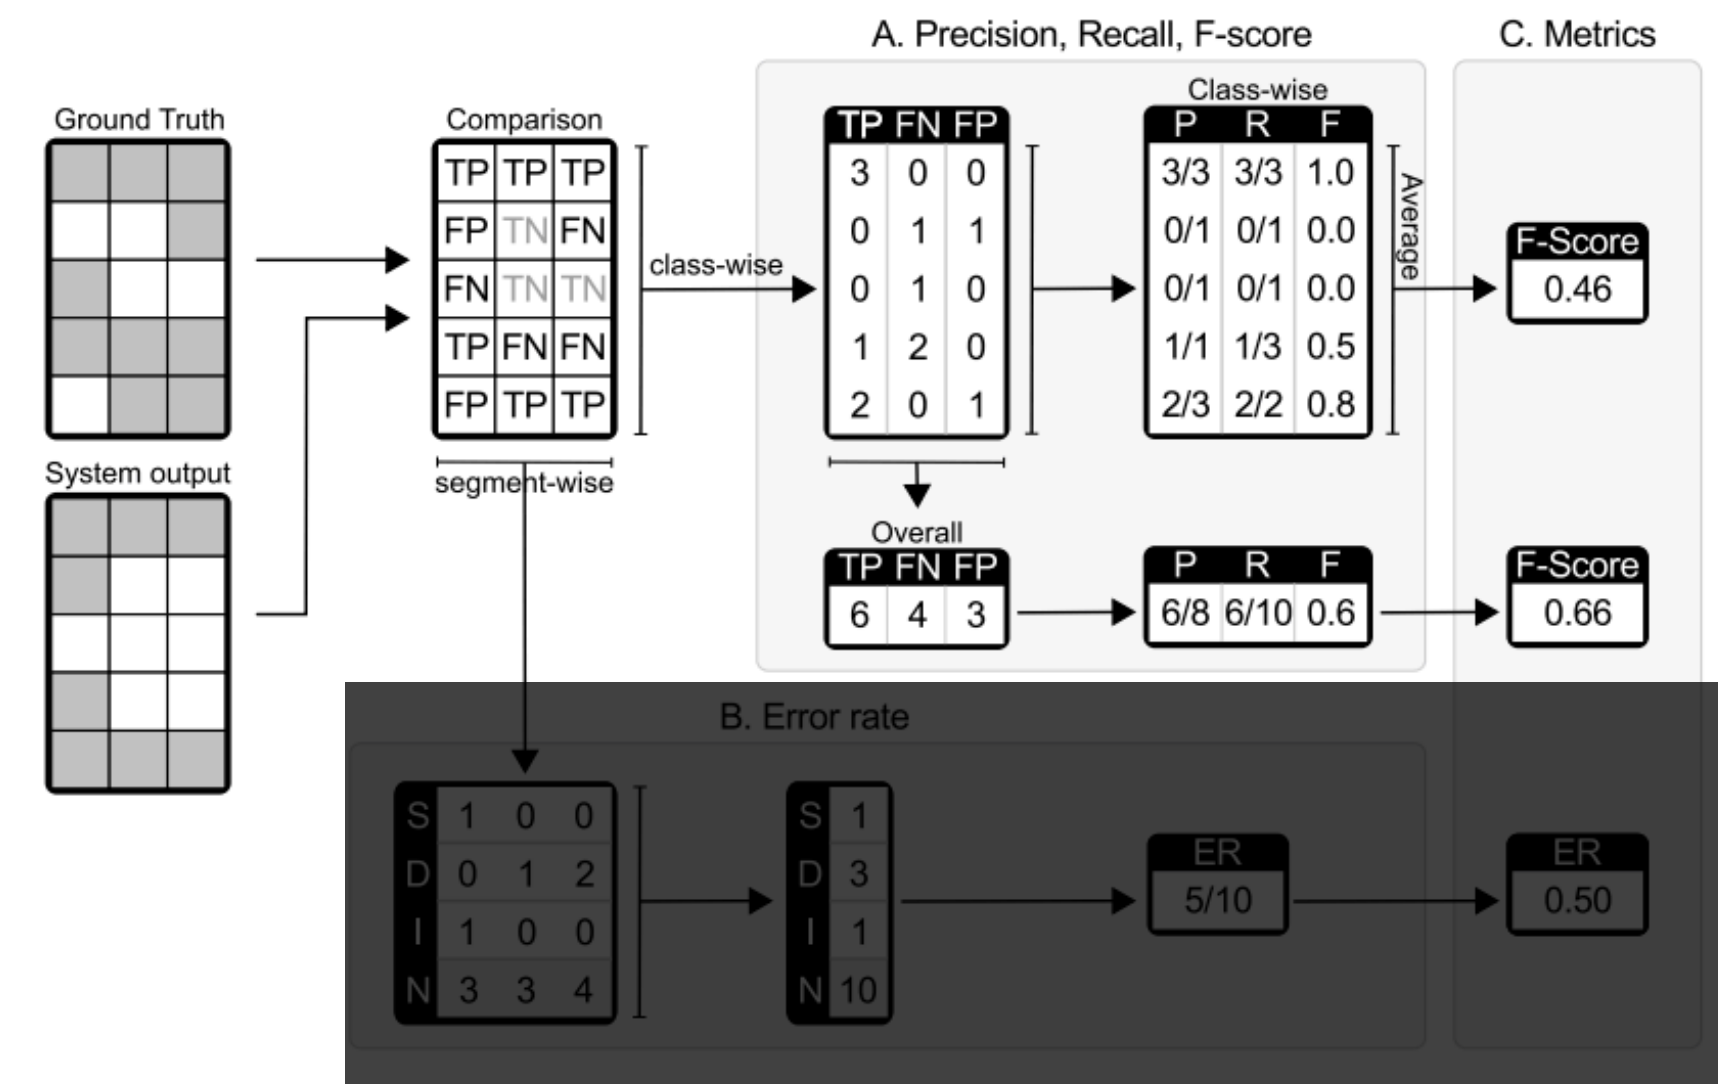 A. Precision, Recall, F-score
C. Metrics
Ground Truth
Comparison
Class-wise
TP FN FP
P R F
TP TP TP
3 0 0
3/3 3/3 1.0
FP TN FN
0 1 1
0/1 0/1 0.0
FN TN TN
0 1 0
0/1 0/1 0.0
TP FN FN
1 2 0
1/1 1/3 0.5
FP TP TP
2 0 1
2/3 2/2 0.8
class-wise
Average
F-Score
0.46
System output
segment-wise
Overall
TP FN FP
6 4 3
P R F
6/8 6/10 0.6
F-Score
0.66
B. Error rate
S 1 0 0
D 0 1 2
I 1 0 0
N 3 3 4
S 1
D 3
I 1
N 10
ER
5/10
ER
0.50